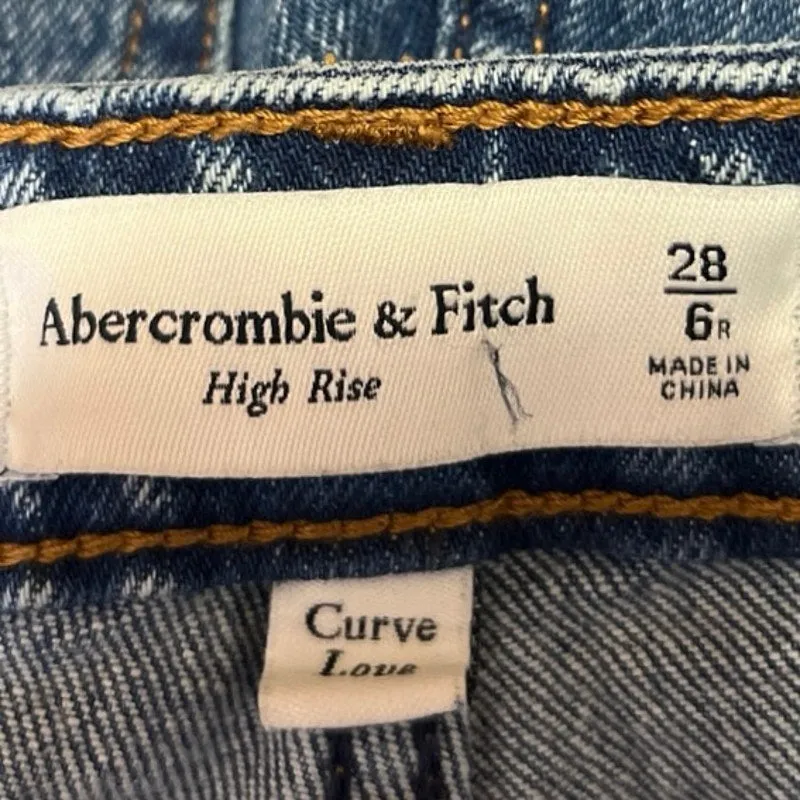 Abercrombie & Fitch
High Rise
28
6R
MADE IN
CHINA
Curve
Love